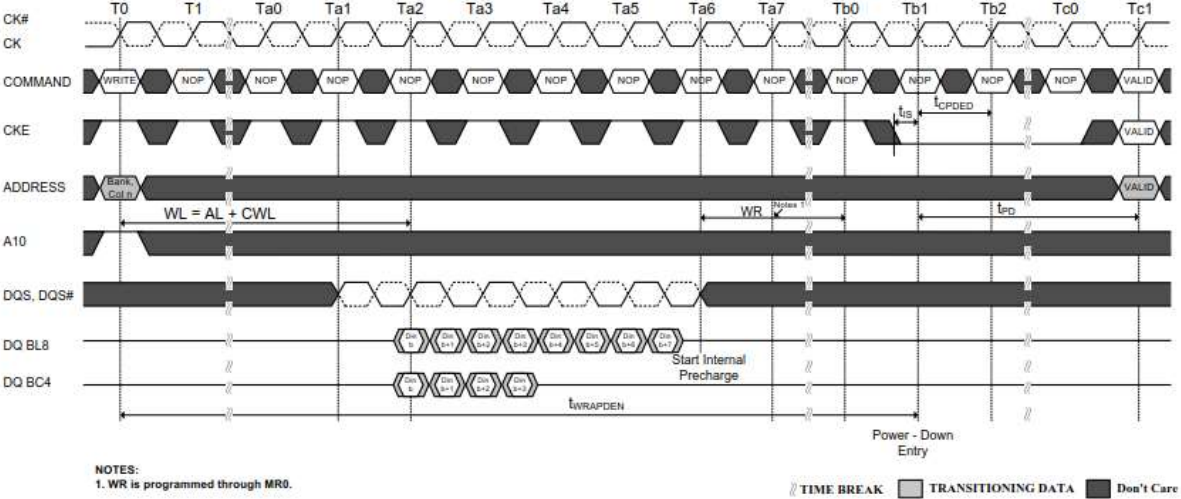 T0 T1 Ta0 Ta1 Ta2 Ta3 Ta4 Ta5 Ta6 Ta7 Tb0 Tb1 Tb2 Tc0 Tc1
CK#
CK
COMMAND WRITE NOP NOP NOP NOP NOP NOP NOP NOP NOP NOP NOP NOP NOP VALID
tIS tCPDED
CKE VALID
ADDRESS Bank, Col n VALID
WL = AL + CWL WR Notes 1 tPD
A10
DQS, DQS#
DQ BL8 Din b Din b+1 Din b+2 Din b+3 Din b+4 Din b+5 Din b+6 Din b+7
Start Internal
Precharge
DQ BC4 Din b Din b+1 Din b+2 Din b+3
tWRAPDEN
Power - Down
Entry
NOTES:
1. WR is programmed through MR0.
TIME BREAK TRANSITIONING DATA Don't Care